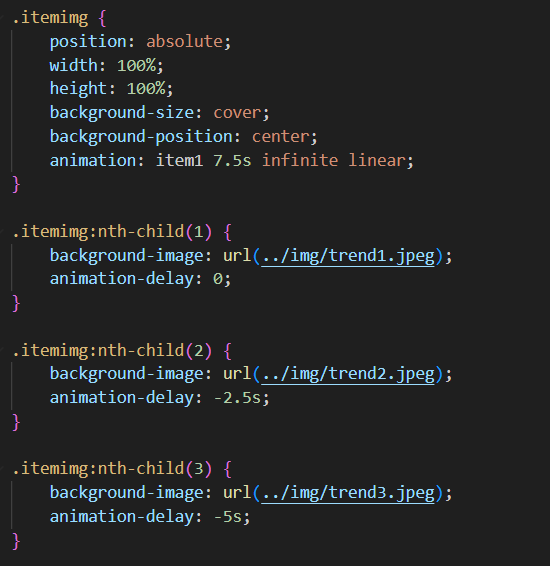 .itemimg {
    position: absolute;
    width: 100%;
    height: 100%;
    background-size: cover;
    background-position: center;
    animation: item1 7.5s infinite linear;
}
.itemimg:nth-child(1) {
    background-image: url(../img/trend1.jpeg);
    animation-delay: 0;
}
.itemimg:nth-child(2) {
    background-image: url(../img/trend2.jpeg);
    animation-delay: -2.5s;
}
.itemimg:nth-child(3) {
    background-image: url(../img/trend3.jpeg);
    animation-delay: -5s;
}